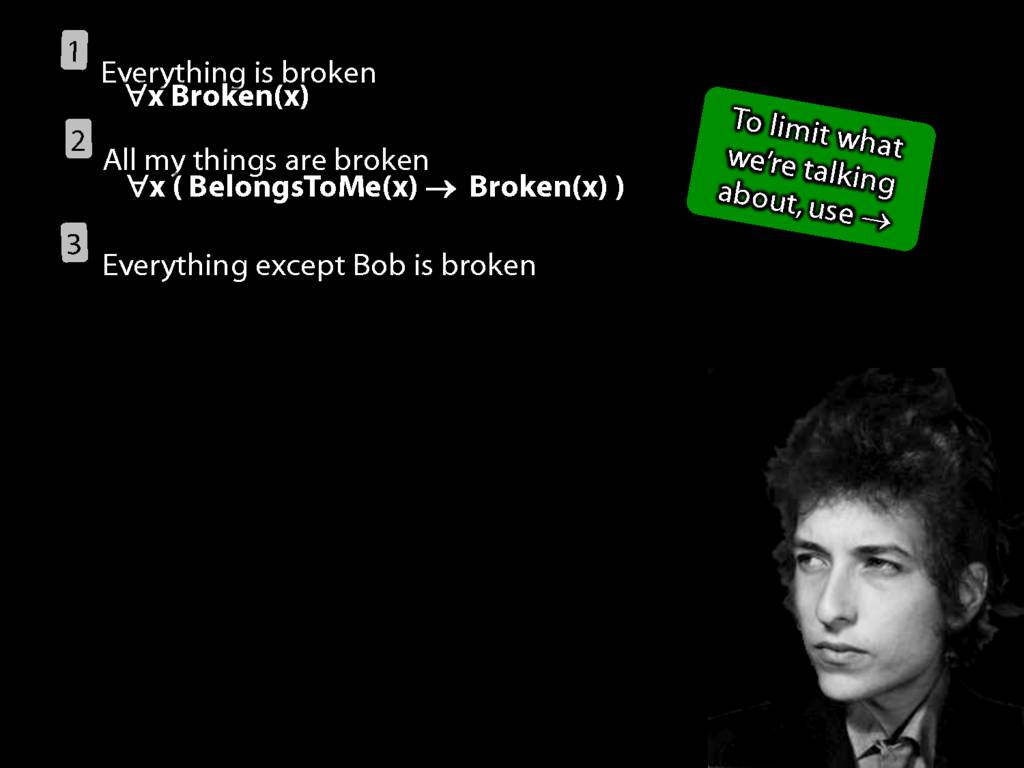 1
Everything is broken
∀x Broken(x)
2
All my things are broken
∀x ( BelongsToMe(x) → Broken(x) )
3
Everything except Bob is broken
To limit what
we're talking
about, use →